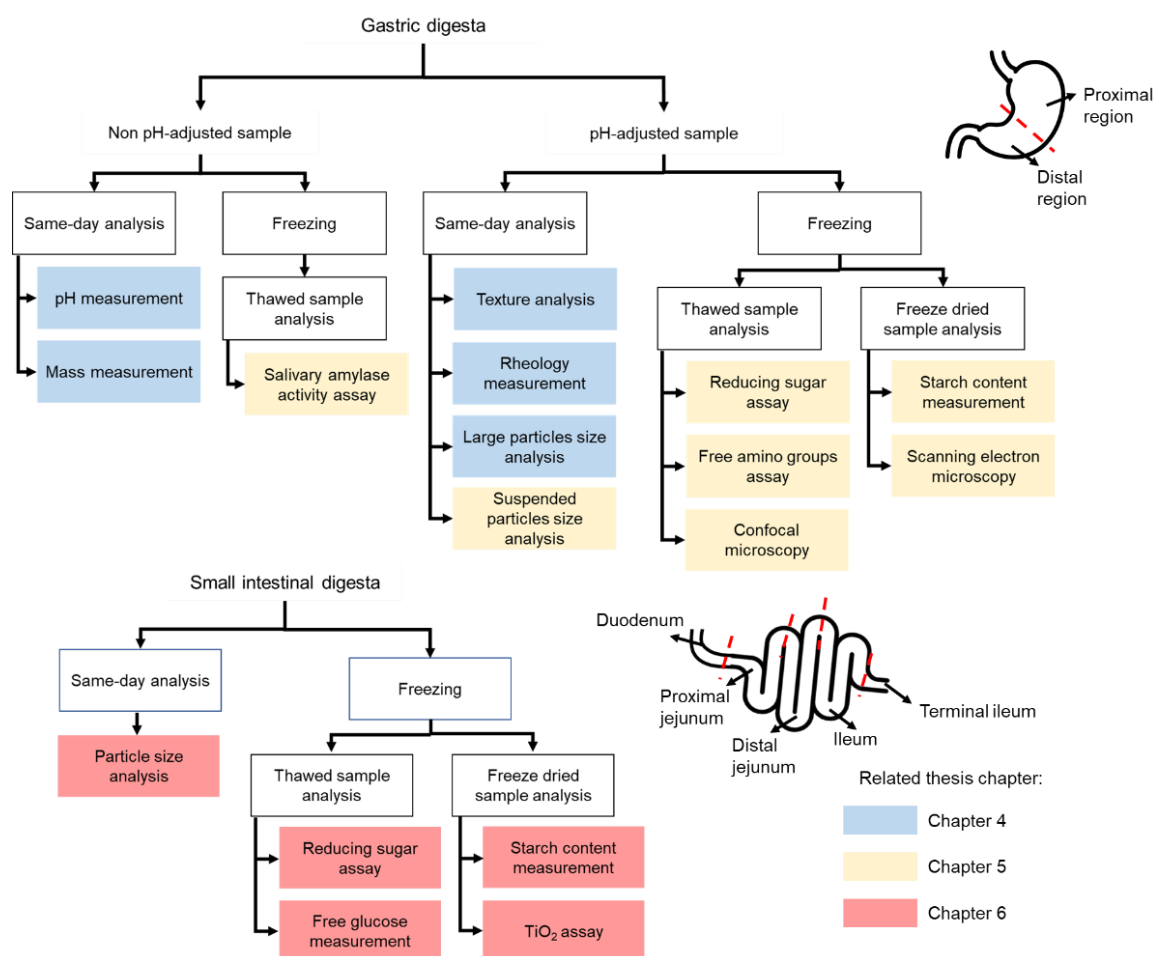 Gastric digesta
Non pH-adjusted sample
pH-adjusted sample
Proximal
region
Distal
region
Same-day analysis
Freezing
Same-day analysis
Freezing
pH measurement
Mass measurement
Thawed sample
analysis
Salivary amylase
activity assay
Texture analysis
Rheology
measurement
Large particles size
analysis
Suspended
particles size
analysis
Thawed sample
analysis
Freeze dried
sample analysis
Reducing sugar
assay
Free amino groups
assay
Confocal
microscopy
Starch content
measurement
Scanning electron
microscopy
Small intestinal digesta
Same-day analysis
Freezing
Particle size
analysis
Thawed sample
analysis
Freeze dried
sample analysis
Reducing sugar
assay
Free glucose
measurement
Starch content
measurement
TiO₂ assay
Duodenum
Proximal
jejunum
Distal
jejunum
Ileum
Terminal ileum
Related thesis chapter:
Chapter 4
Chapter 5
Chapter 6